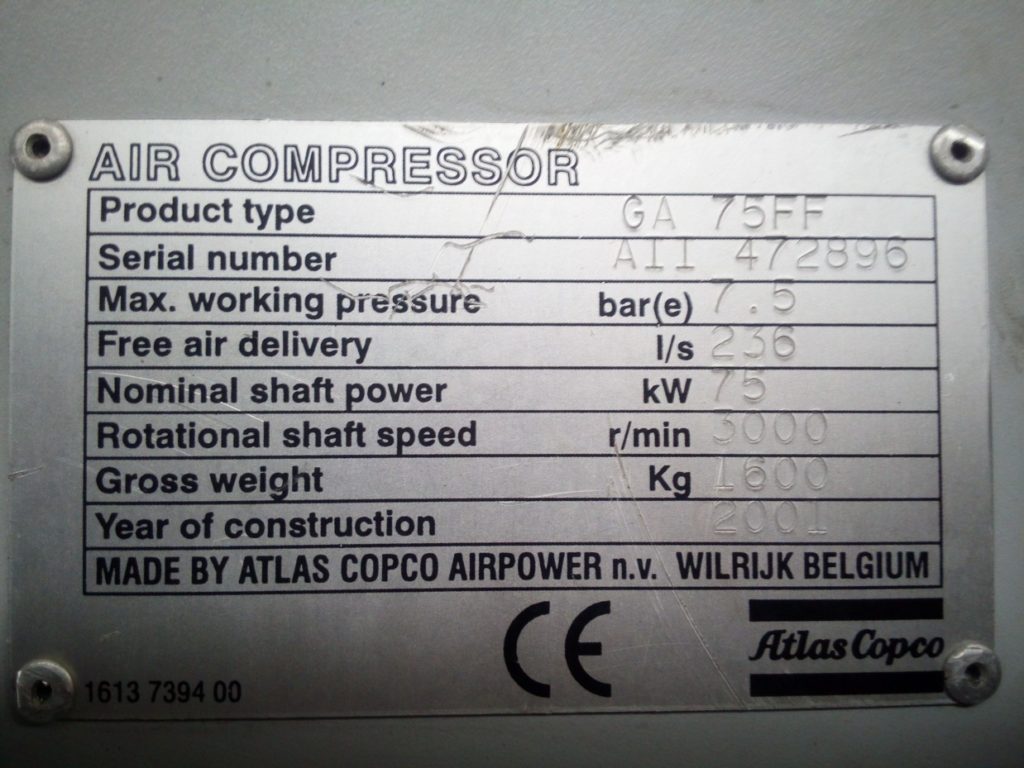 AIR COMPRESSOR
Product type GA 75FF
Serial number AII 472896
Max. working pressure bar(e) 7.5
Free air delivery l/s 236
Nominal shaft power kW 75
Rotational shaft speed r/min 3000
Gross weight Kg 1600
Year of construction 2001
MADE BY ATLAS COPCO AIRPOWER n.v. WILRIJK BELGIUM
CE
Atlas Copco
1613 7394 00